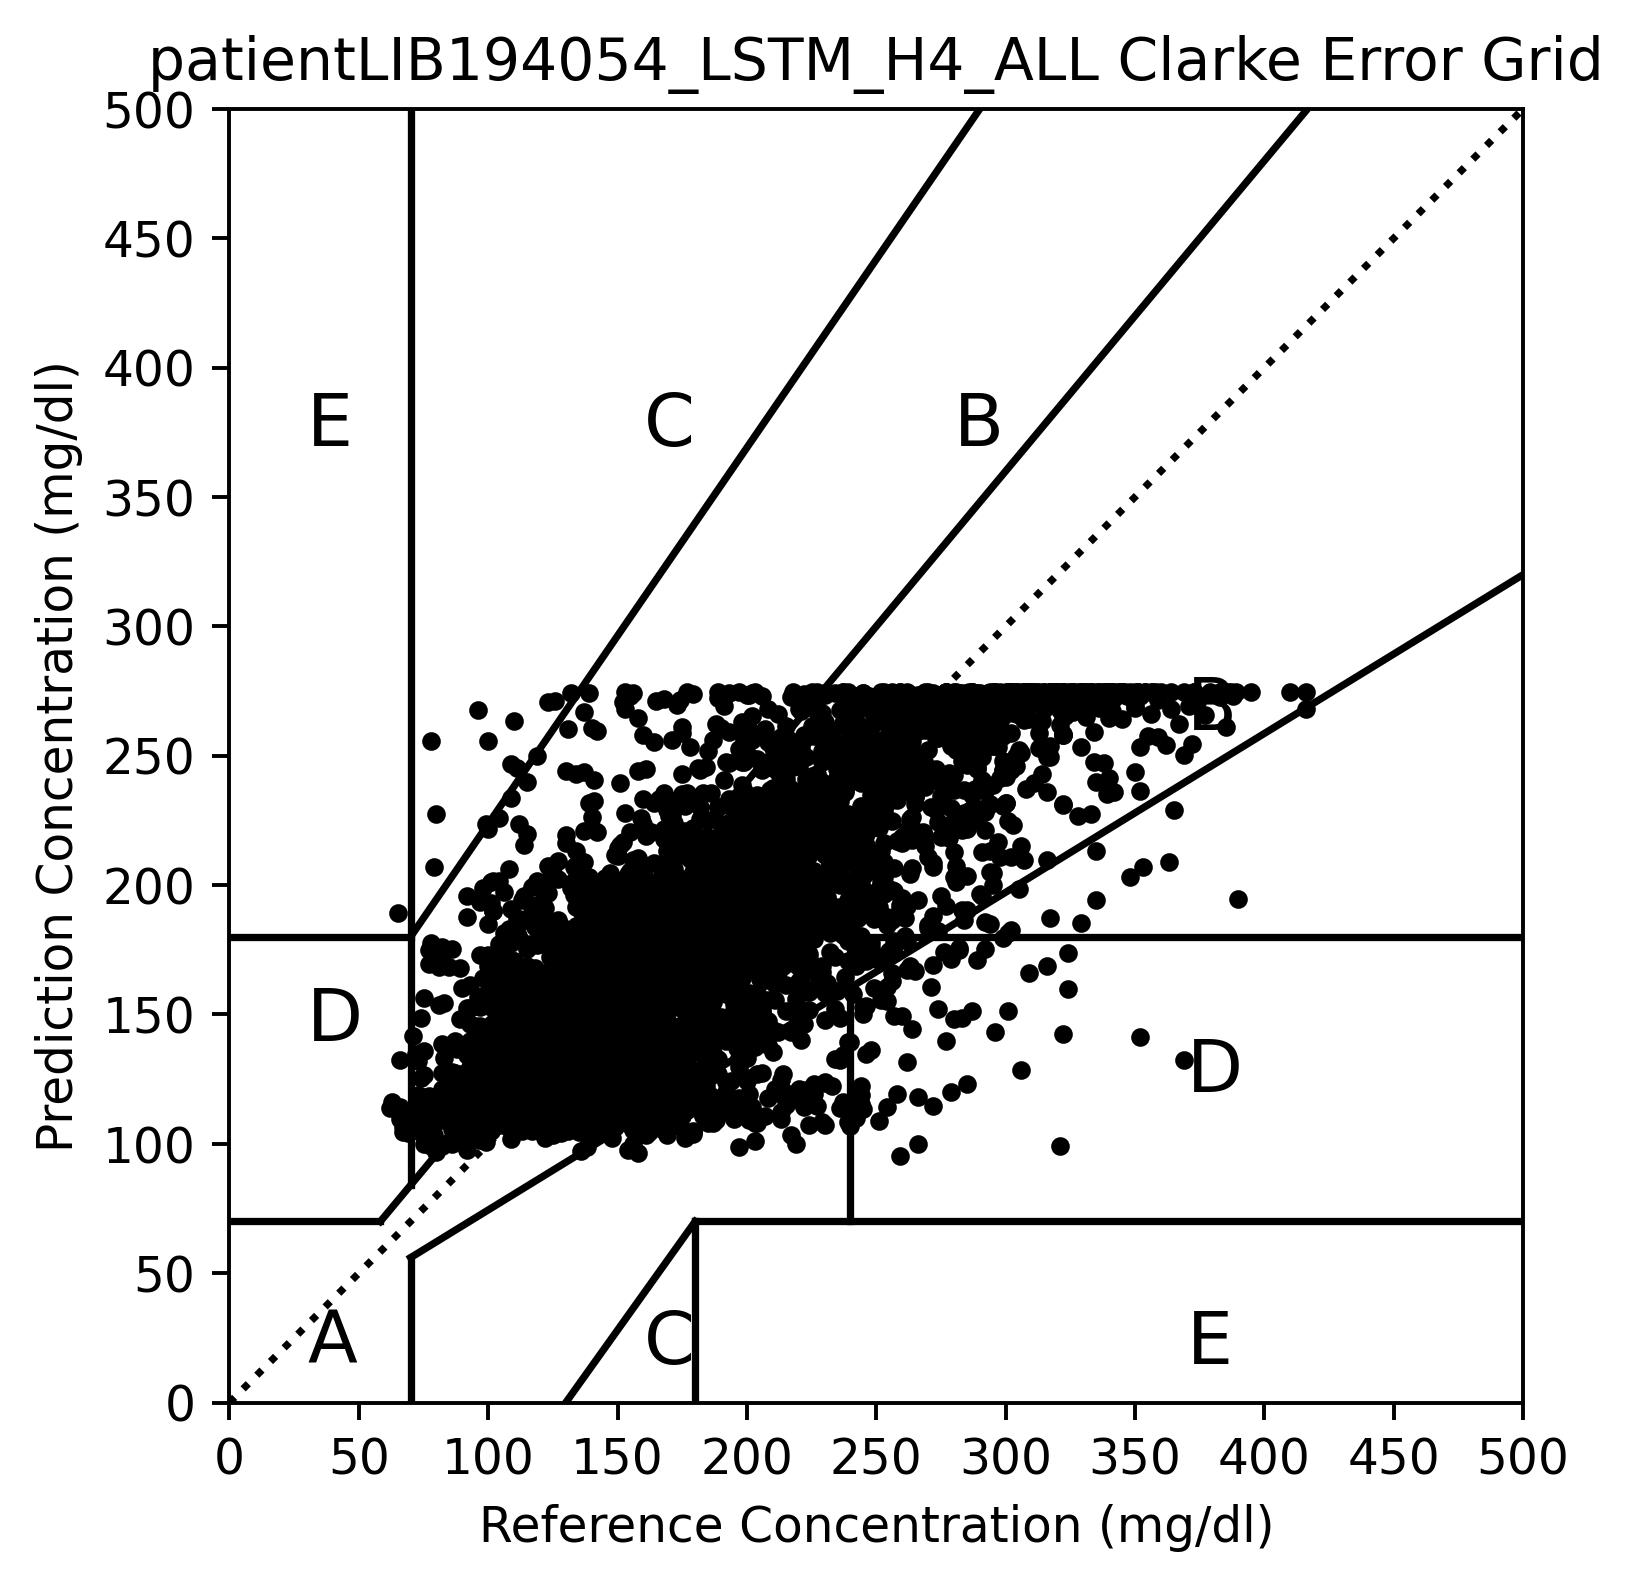 patientLIB194054_LSTM_H4_ALL Clarke Error Grid
500
450
400
350
300
250
200
150
100
50
0
Prediction Concentration (mg/dl)
E
C
B
B
D
D
A
C
E
0 50 100 150 200 250 300 350 400 450 500
Reference Concentration (mg/dl)